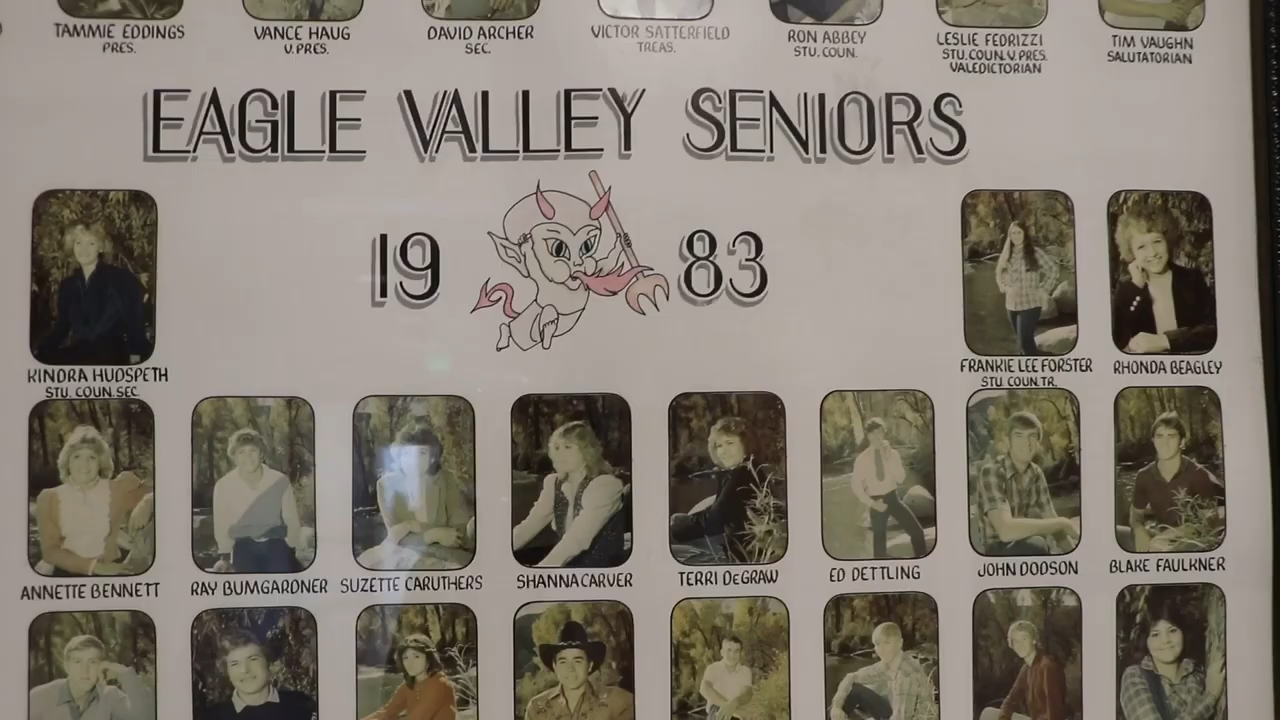 TAMMIE EDDINGS
PRES.
VANCE HAUG
V. PRES.
DAVID ARCHER
SEC.
VICTOR SATTERFIELD
TREAS.
RON ABBEY
STU. COUN.
LESLIE FEDRIZZI
STU. COUN. V. PRES.
VALEDICTORIAN
TIM VAUGHN
SALUTATORIAN
EAGLE VALLEY SENIORS
19 83
KINDRA HUDSPETH
STU. COUN. SEC.
FRANKIE LEE FORSTER
STU. COUN. TR.
RHONDA BEAGLEY
ANNETTE BENNETT
RAY BUMGARDNER
SUZETTE CARUTHERS
SHANNA CARVER
TERRI DeGRAW
ED DETTLING
JOHN DODSON
BLAKE FAULKNER